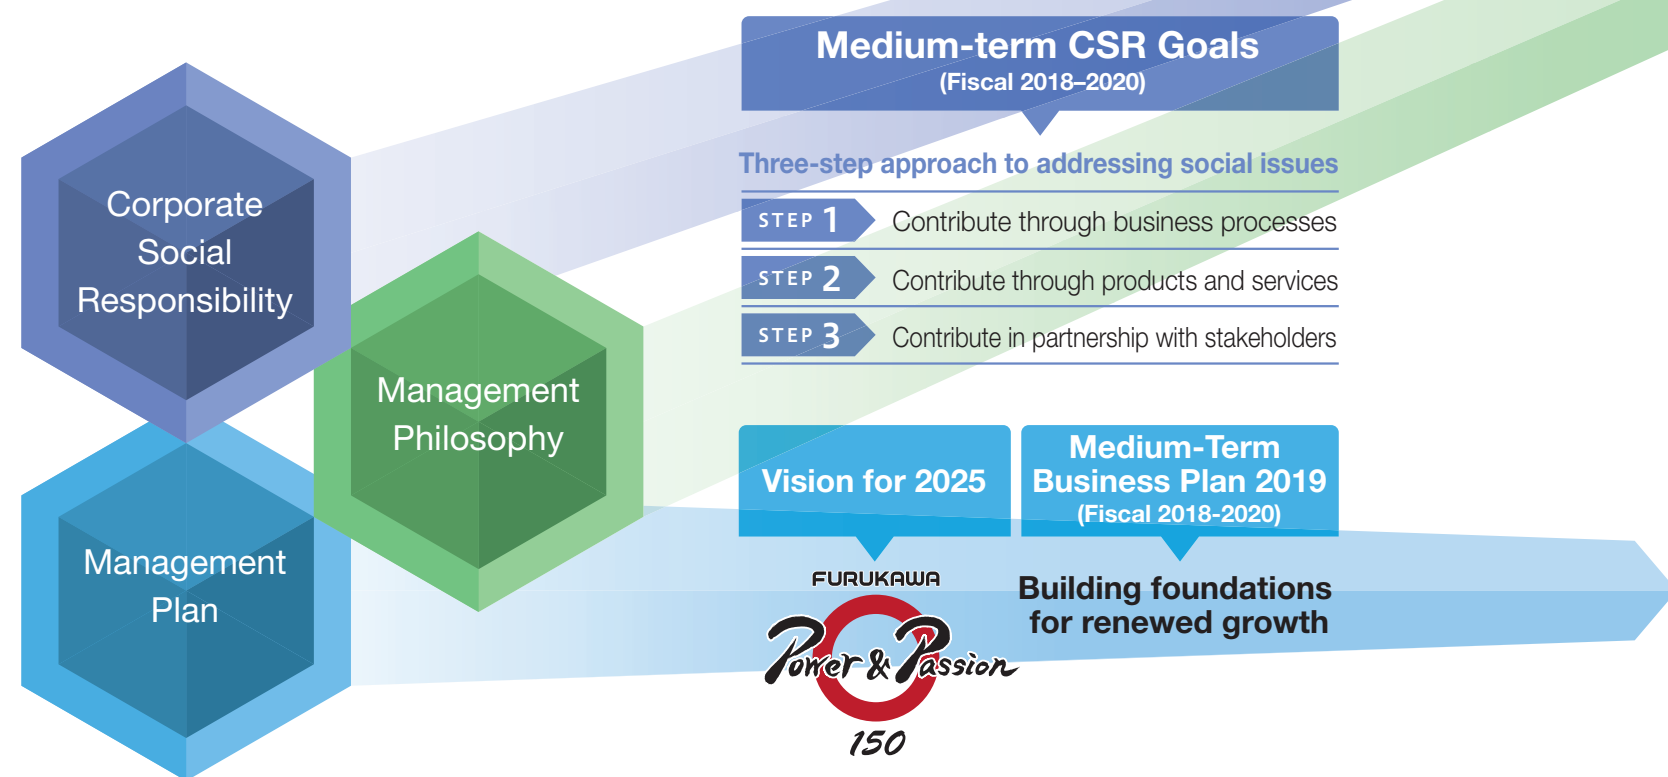 Corporate
Social
Responsibility
Management
Philosophy
Management
Plan
Medium-term CSR Goals
(Fiscal 2018–2020)
Three-step approach to addressing social issues
STEP 1 Contribute through business processes
STEP 2 Contribute through products and services
STEP 3 Contribute in partnership with stakeholders
Vision for 2025
FURUKAWA
Power & Passion
150
Medium-Term
Business Plan 2019
(Fiscal 2018-2020)
Building foundations
for renewed growth